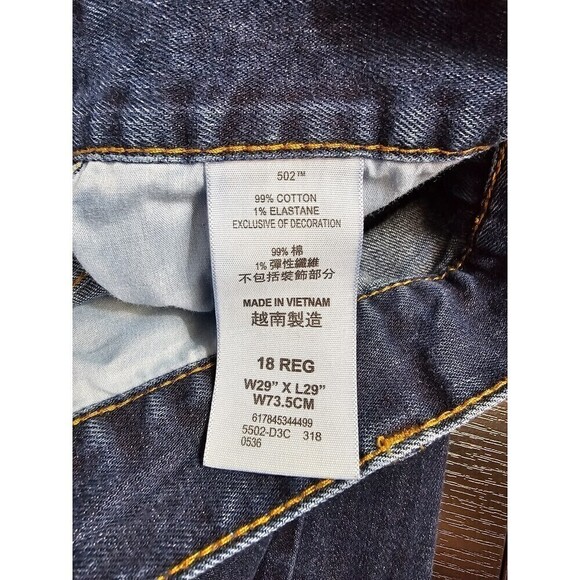 502™
99% COTTON
1% ELASTANE
EXCLUSIVE OF DECORATION
99% 棉
1% 彈性纖維
不包括裝飾部分
MADE IN VIETNAM
越南製造
18 REG
W29" X L29"
W73.5CM
617845344499
5502-D3C 318
0536